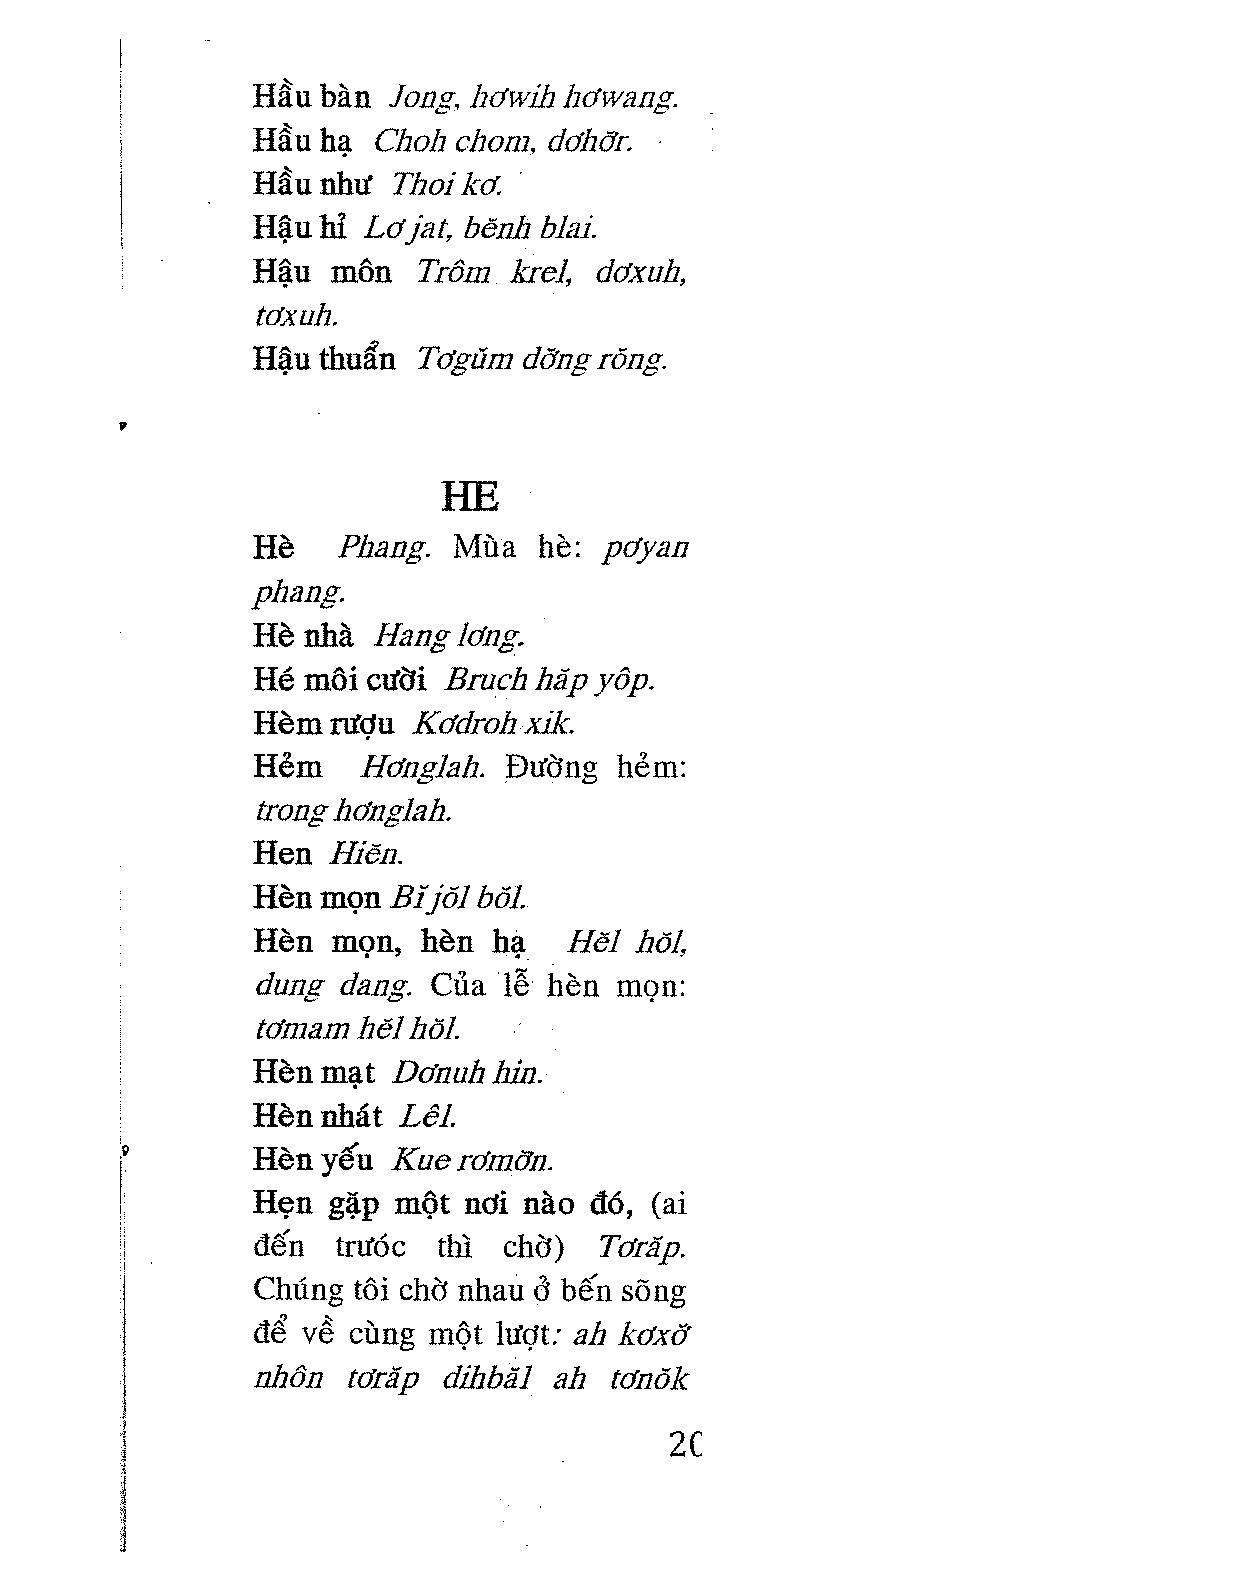 Hầu bàn Jong, hơwih hơwang.
Hầu hạ Choh chom, dơhơ̆r.
Hầu như Thoi kơ.
Hậu hỉ Lơ jat, bĕnh blai.
Hậu môn Trôm krel, dơxuh,
tơxuh.
Hậu thuẩn Tơgŭm dơ̆ng rŏng.
HE
Hè Phang. Mùa hè: pơyan
phang.
Hè nhà Hang lơng.
Hé môi cười Bruch hăp yôp.
Hèm rượu Kơdroh xik.
Hẻm Hơnglah. Đường hẻm:
trong hơnglah.
Hen Hiĕn.
Hèn mọn Bĭ jŏl bŏl.
Hèn mọn, hèn hạ Hĕl hŏl,
dung dang. Của lễ hèn mọn:
tơmam hĕl hŏl.
Hèn mạt Dơnuh hin.
Hèn nhát Lêl.
Hèn yếu Kue rơmơ̆n.
Hẹn gặp một nơi nào đó, (ai
đến trước thì chờ) Tơrăp.
Chúng tôi chờ nhau ở bến sõng
để về cùng một lượt: ah kơxơ̆
nhôn tơrăp dihbăl ah tơnŏk
20